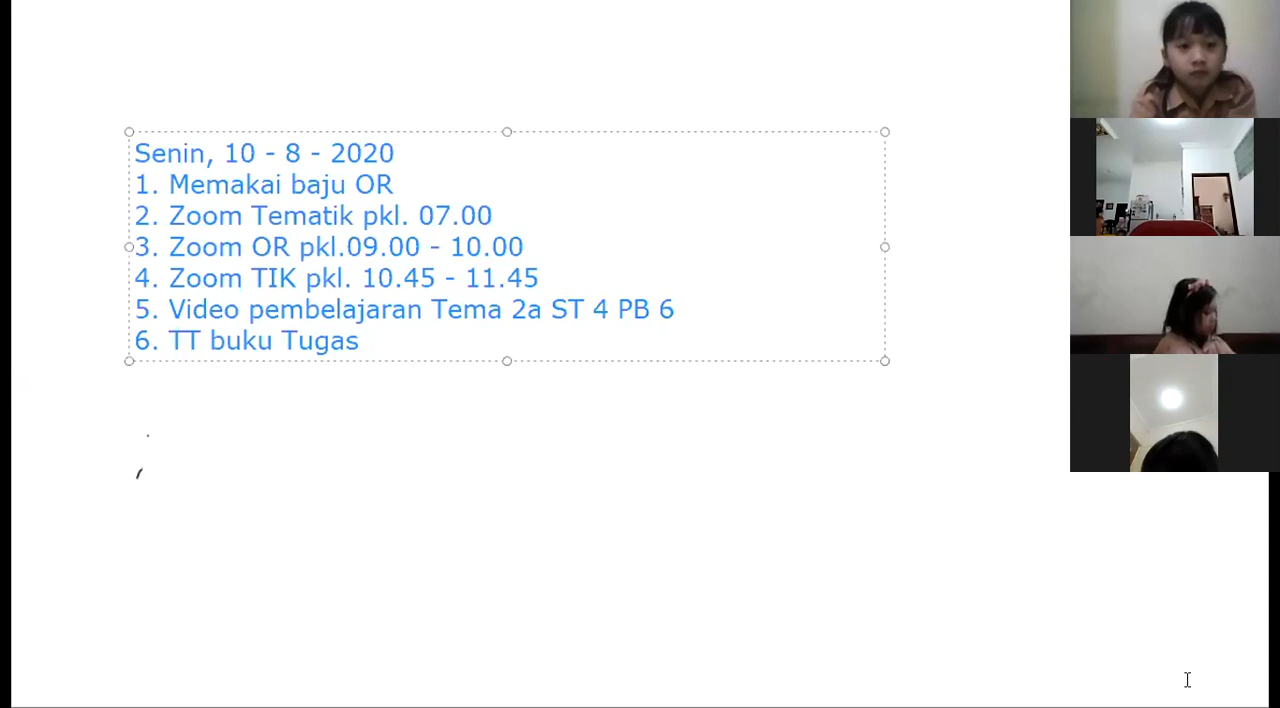 Senin, 10 - 8 - 2020
1. Memakai baju OR
2. Zoom Tematik pkl. 07.00
3. Zoom OR pkl.09.00 - 10.00
4. Zoom TIK pkl. 10.45 - 11.45
5. Video pembelajaran Tema 2a ST 4 PB 6
6. TT buku Tugas